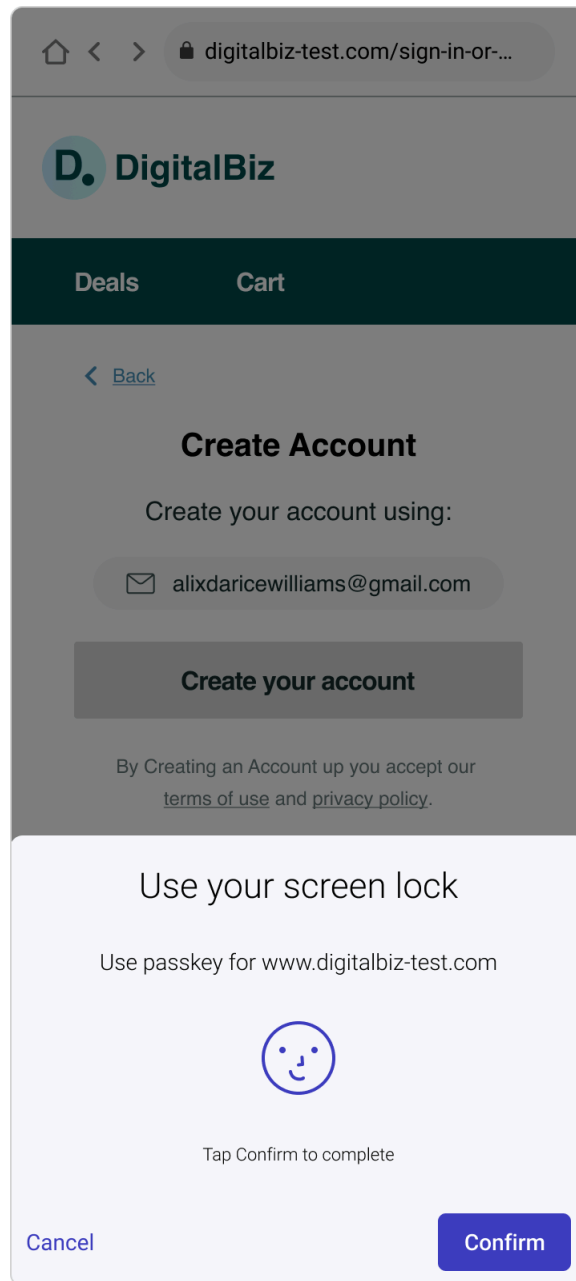 digitalbiz-test.com/sign-in-or-...
D. DigitalBiz
Deals Cart
Back
Create Account
Create your account using:
alixdaricewilliams@gmail.com
Create your account
By Creating an Account up you accept our
terms of use and privacy policy.
Use your screen lock
Use passkey for www.digitalbiz-test.com
Tap Confirm to complete
Cancel Confirm